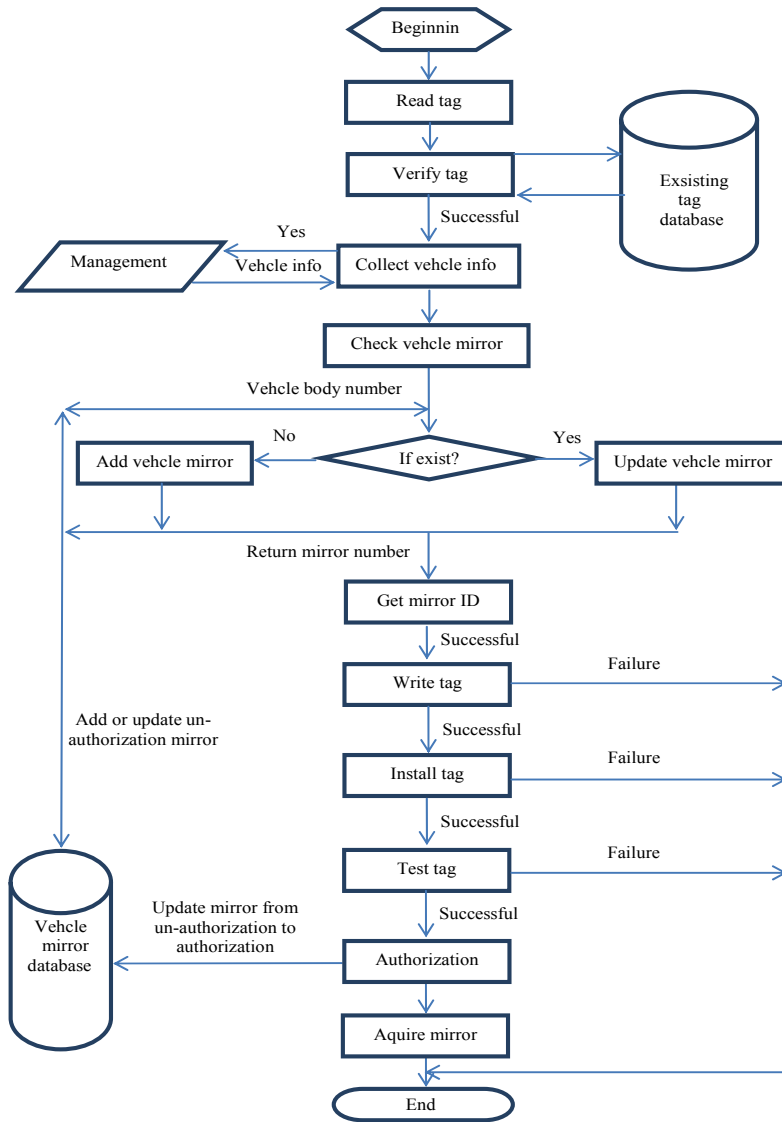 Beginnin
Read tag
Verify tag
Exsisting
tag
database
Successful
Yes
Management
Vehcle info
Collect vehcle info
Check vehcle mirror
Vehcle body number
No
Yes
Add vehcle mirror
If exist?
Update vehcle mirror
Return mirror number
Get mirror ID
Successful
Failure
Write tag
Add or update un-
authorization mirror
Successful
Failure
Install tag
Successful
Failure
Test tag
Successful
Update mirror from
un-authorization to
authorization
Vehcle
mirror
database
Authorization
Aquire mirror
End